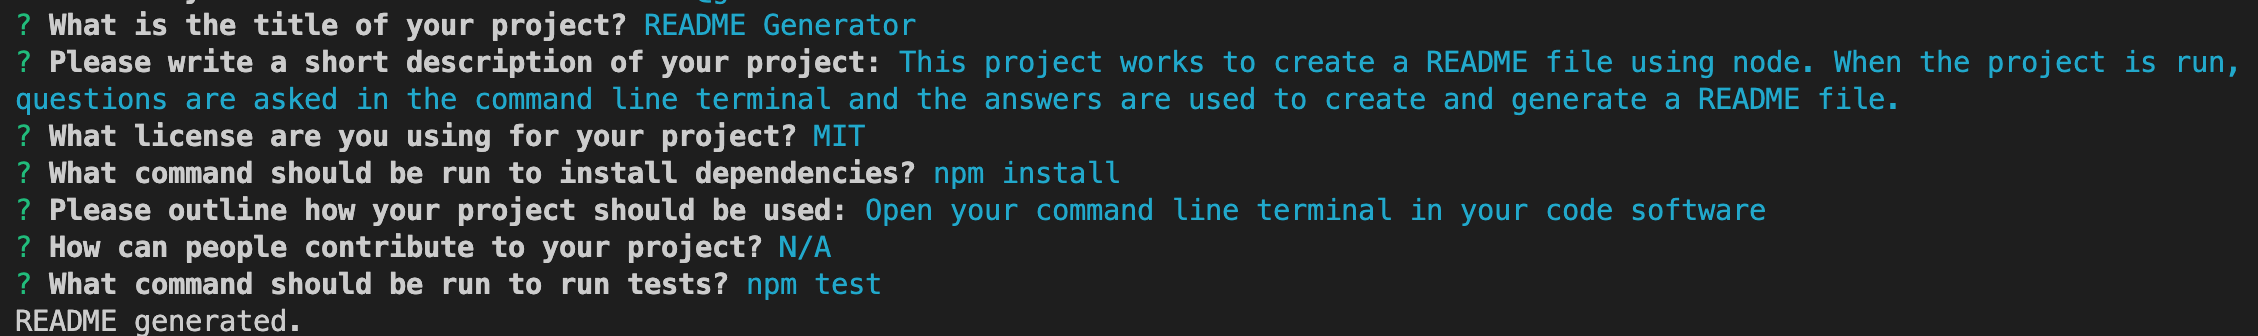 ? What is the title of your project? README Generator
? Please write a short description of your project: This project works to create a README file using node. When the project is run,
questions are asked in the command line terminal and the answers are used to create and generate a README file.
? What license are you using for your project? MIT
? What command should be run to install dependencies? npm install
? Please outline how your project should be used: Open your command line terminal in your code software
? How can people contribute to your project? N/A
? What command should be run to run tests? npm test
README generated.